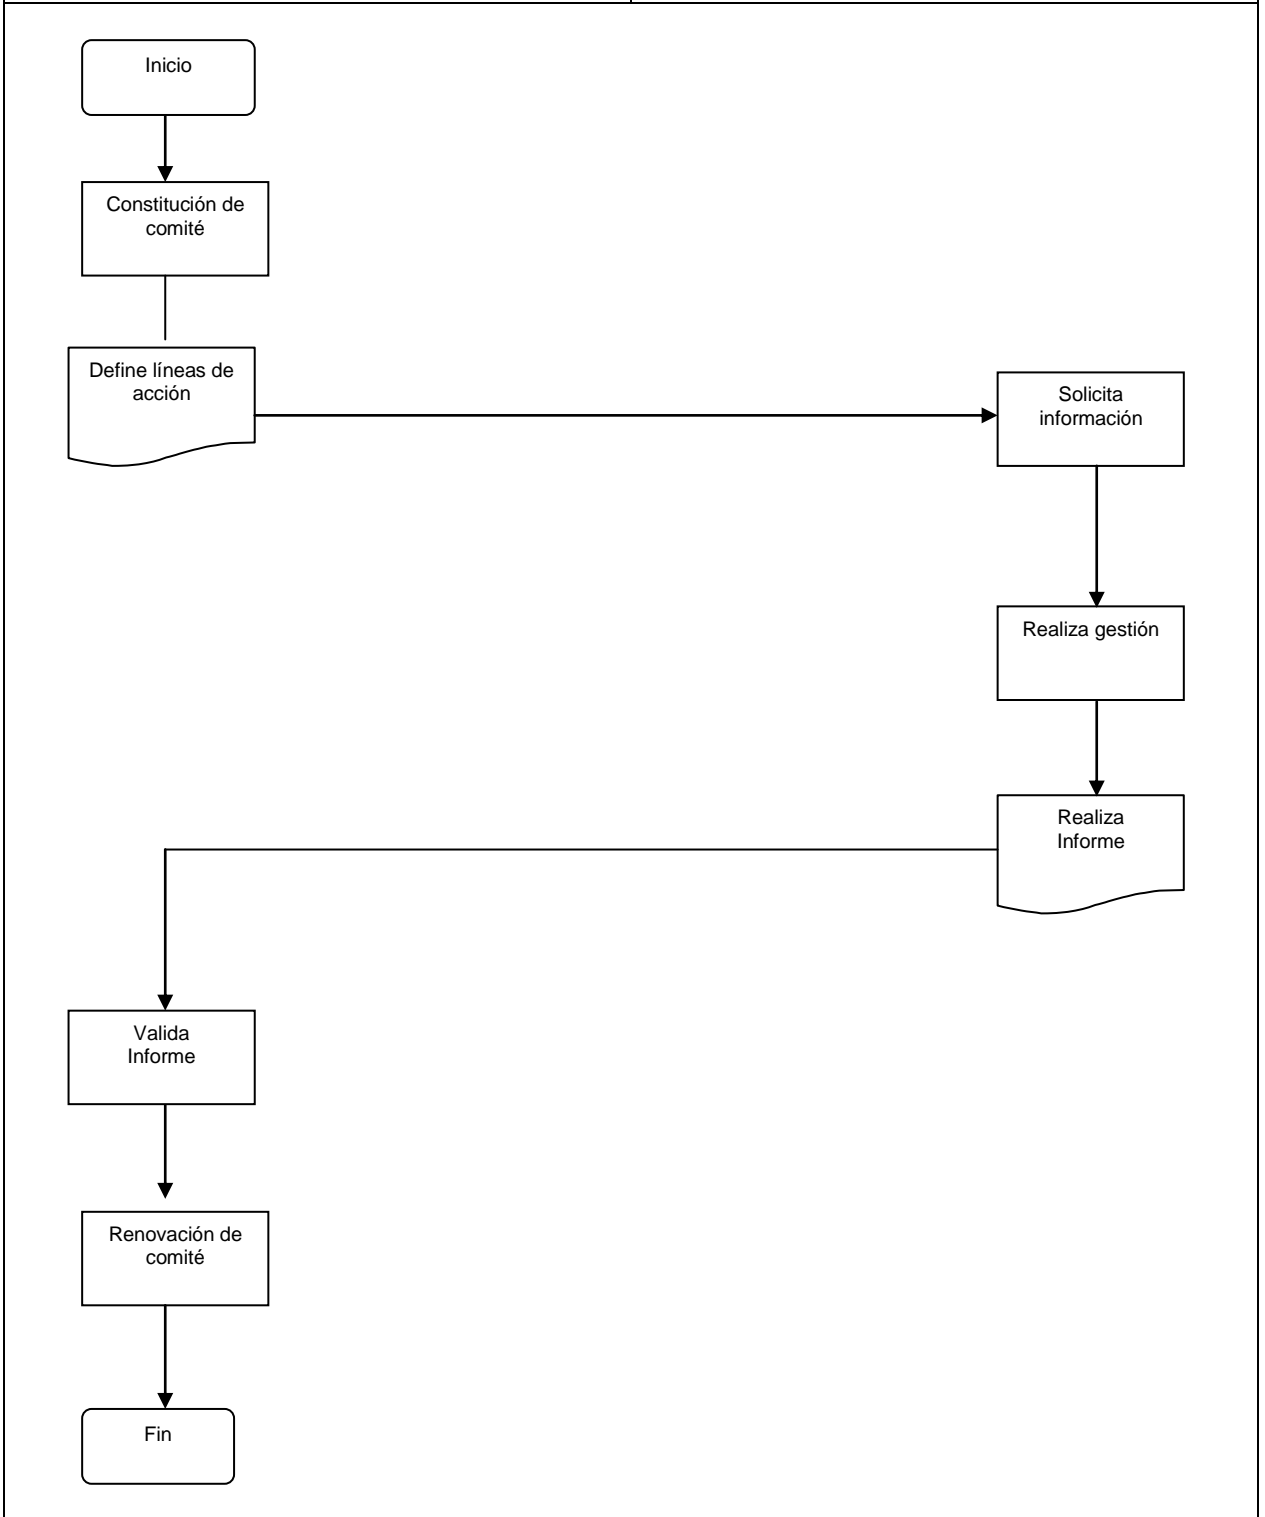 Inicio
Constitución de
comité
Define líneas de
acción
Solicita
información
Realiza gestión
Realiza
Informe
Valida
Informe
Renovación de
comité
Fin